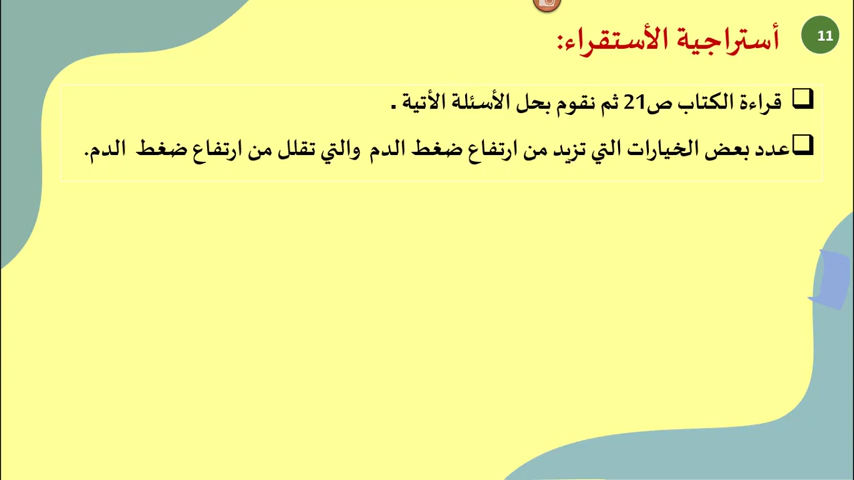 11
أستراجية الأستقراء:
قراءة الكتاب ص21 ثم نقوم بحل الأسئلة الأتية .
عدد بعض الخيارات التي تزيد من ارتفاع ضغط الدم والتي تقلل من ارتفاع ضغط الدم.